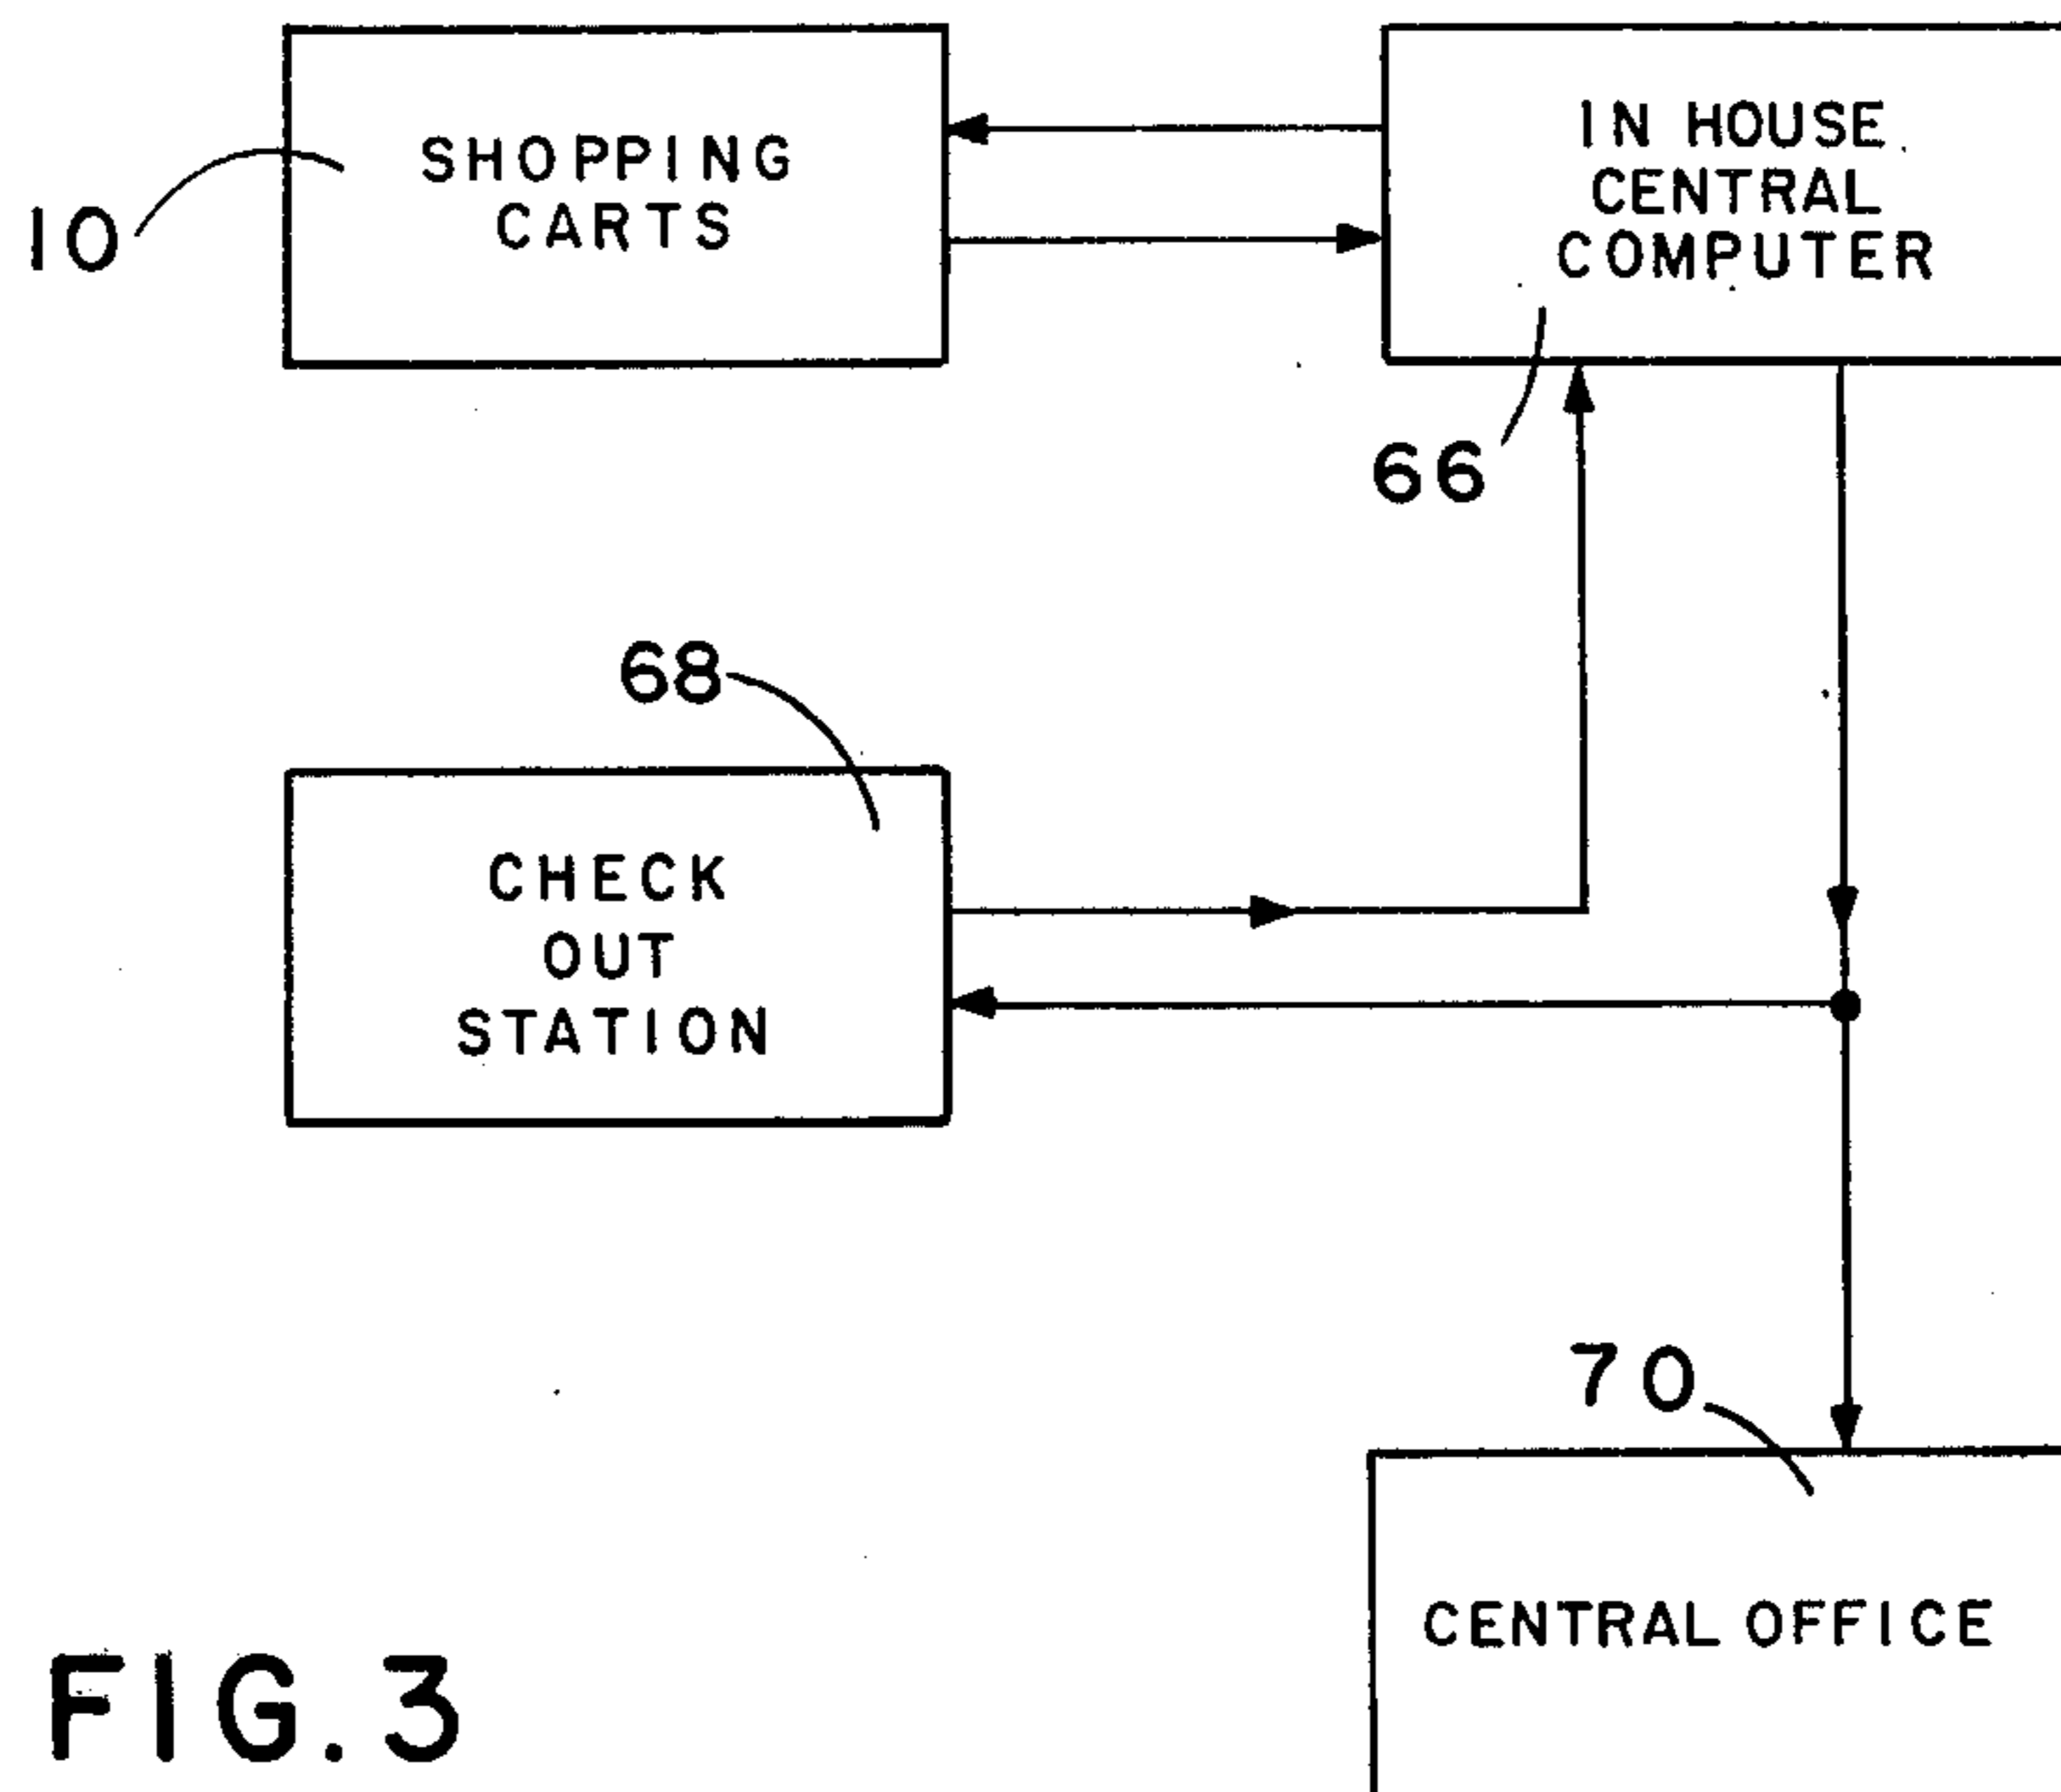 SHOPPING
CARTS
10
IN HOUSE
CENTRAL
COMPUTER
66
68
CHECK
OUT
STATION
70
CENTRAL OFFICE
FIG. 3